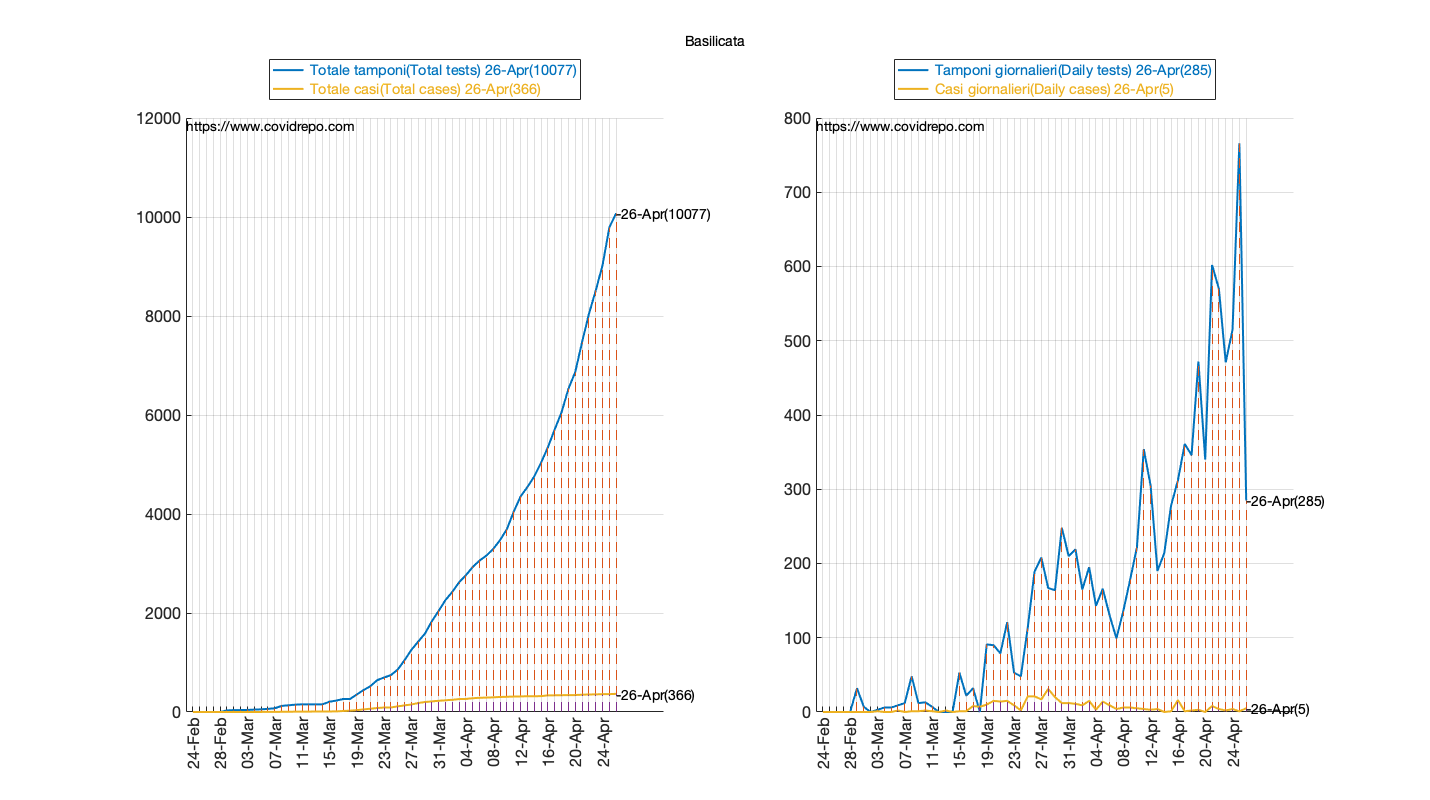 Basilicata
Totale tamponi(Total tests) 26-Apr(10077)
Totale casi(Total cases) 26-Apr(366)
https://www.covidrepo.com
12000
10000
8000
6000
4000
2000
0
-26-Apr(10077)
-26-Apr(366)
24-Feb
28-Feb
03-Mar
07-Mar
11-Mar
15-Mar
19-Mar
23-Mar
27-Mar
31-Mar
04-Apr
08-Apr
12-Apr
16-Apr
20-Apr
24-Apr
Tamponi giornalieri(Daily tests) 26-Apr(285)
Casi giornalieri(Daily cases) 26-Apr(5)
https://www.covidrepo.com
800
700
600
500
400
300
200
100
0
-26-Apr(285)
-26-Apr(5)
24-Feb
28-Feb
03-Mar
07-Mar
11-Mar
15-Mar
19-Mar
23-Mar
27-Mar
31-Mar
04-Apr
08-Apr
12-Apr
16-Apr
20-Apr
24-Apr